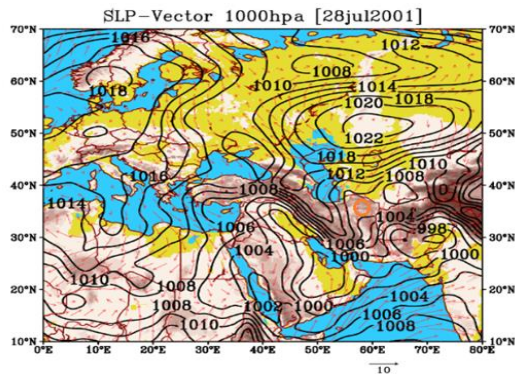 SLP-Vector 1000hpa [28jul2001]
70°N 1016 1012 70°N
1008
60°N 1018 1010 1014 60°N
1020 1018
50°N 1022 50°N
1018
1016 1012 1010
40°N 1008 1008 40°N
1014 1004
1006 998
30°N 1004 1006 30°N
1010 1000 1000
20°N 1008 1004 20°N
1008 1002 1000 1006
1010 1008
10°N 10°N
0°E 10°E 20°E 30°E 40°E 50°E 60°E 70°E 80°E
10